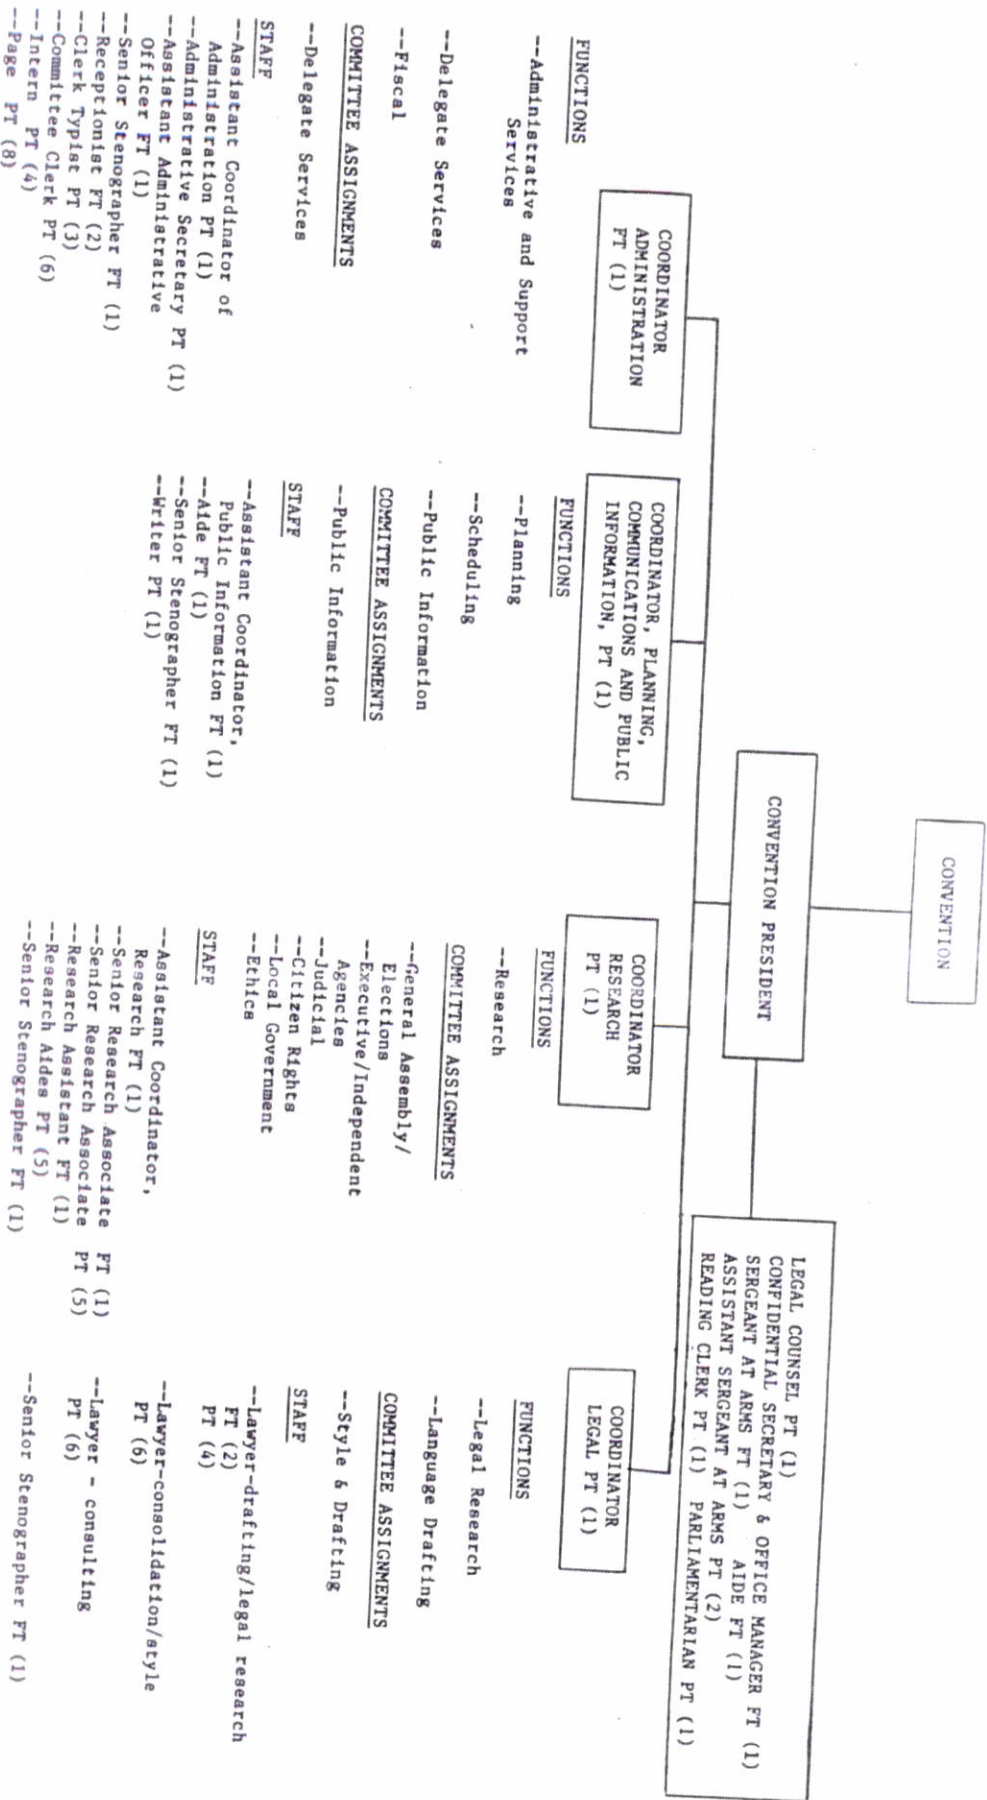 CONVENTION
CONVENTION PRESIDENT
LEGAL COUNSEL PT (1)
CONFIDENTIAL SECRETARY & OFFICE MANAGER FT (1)
SERGEANT AT ARMS FT (1) AIDE FT (1)
ASSISTANT SERGEANT AT ARMS PT (2)
READING CLERK PT (1) PARLIAMENTARIAN PT (1)
COORDINATOR
ADMINISTRATION
FT (1)
FUNCTIONS
--Administrative and Support
Services
--Delegate Services
--Fiscal
COMMITTEE ASSIGNMENTS
--Delegate Services
STAFF
--Assistant Coordinator of
Administration PT (1)
--Administrative Secretary PT (1)
--Assistant Administrative
Officer FT (1)
--Senior Stenographer FT (1)
--Receptionist FT (2)
--Clerk Typist PT (3)
--Committee Clerk PT (6)
--Intern PT (4)
--Page PT (8)
COORDINATOR, PLANNING,
COMMUNICATIONS AND PUBLIC
INFORMATION, PT (1)
FUNCTIONS
--Planning
--Scheduling
--Public Information
COMMITTEE ASSIGNMENTS
--Public Information
STAFF
--Assistant Coordinator,
Public Information FT (1)
--Aide FT (1)
--Senior Stenographer FT (1)
--Writer PT (1)
COORDINATOR
RESEARCH
PT (1)
FUNCTIONS
--Research
COMMITTEE ASSIGNMENTS
--General Assembly/
Elections
--Executive/Independent
Agencies
--Judicial
--Citizen Rights
--Local Government
--Ethics
STAFF
--Assistant Coordinator,
Research FT (1)
--Senior Research Associate FT (1)
--Senior Research Associate PT (5)
--Research Assistant FT (1)
--Research Aides PT (5)
--Senior Stenographer FT (1)
COORDINATOR
LEGAL PT (1)
FUNCTIONS
--Legal Research
--Language Drafting
COMMITTEE ASSIGNMENTS
--Style & Drafting
STAFF
--Lawyer-drafting/legal research
FT (2)
PT (4)
--Lawyer-consolidation/style
PT (6)
--Lawyer - consulting
PT (6)
--Senior Stenographer FT (1)